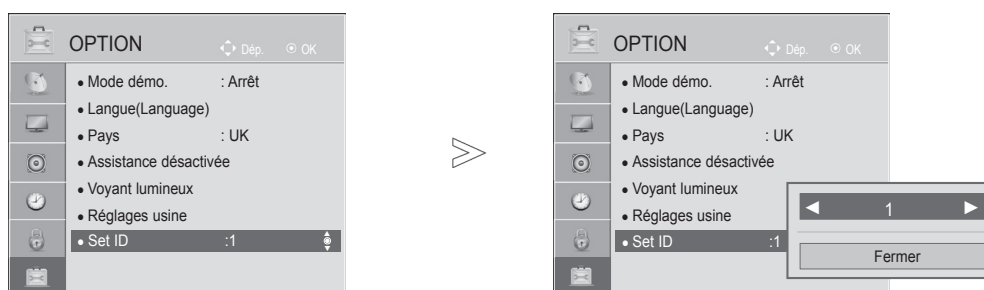 OPTION
Dép. OK
● Mode démo. : Arrêt
● Langue(Language)
● Pays : UK
● Assistance désactivée
● Voyant lumineux
● Réglages usine
● Set ID :1
OPTION
Dép. OK
● Mode démo. : Arrêt
● Langue(Language)
● Pays : UK
● Assistance désactivée
● Voyant lumineux
● Réglages usine
● Set ID :1
◀ 1 ▶
Fermer